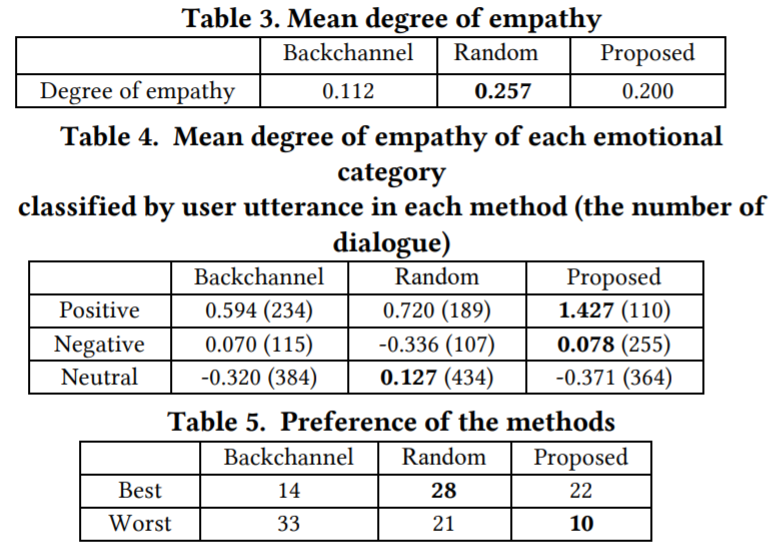 Table 3. Mean degree of empathy
Backchannel Random Proposed
Degree of empathy 0.112 0.257 0.200
Table 4. Mean degree of empathy of each emotional
category
classified by user utterance in each method (the number of
dialogue)
Backchannel Random Proposed
Positive 0.594 (234) 0.720 (189) 1.427 (110)
Negative 0.070 (115) -0.336 (107) 0.078 (255)
Neutral -0.320 (384) 0.127 (434) -0.371 (364)
Table 5. Preference of the methods
Backchannel Random Proposed
Best 14 28 22
Worst 33 21 10